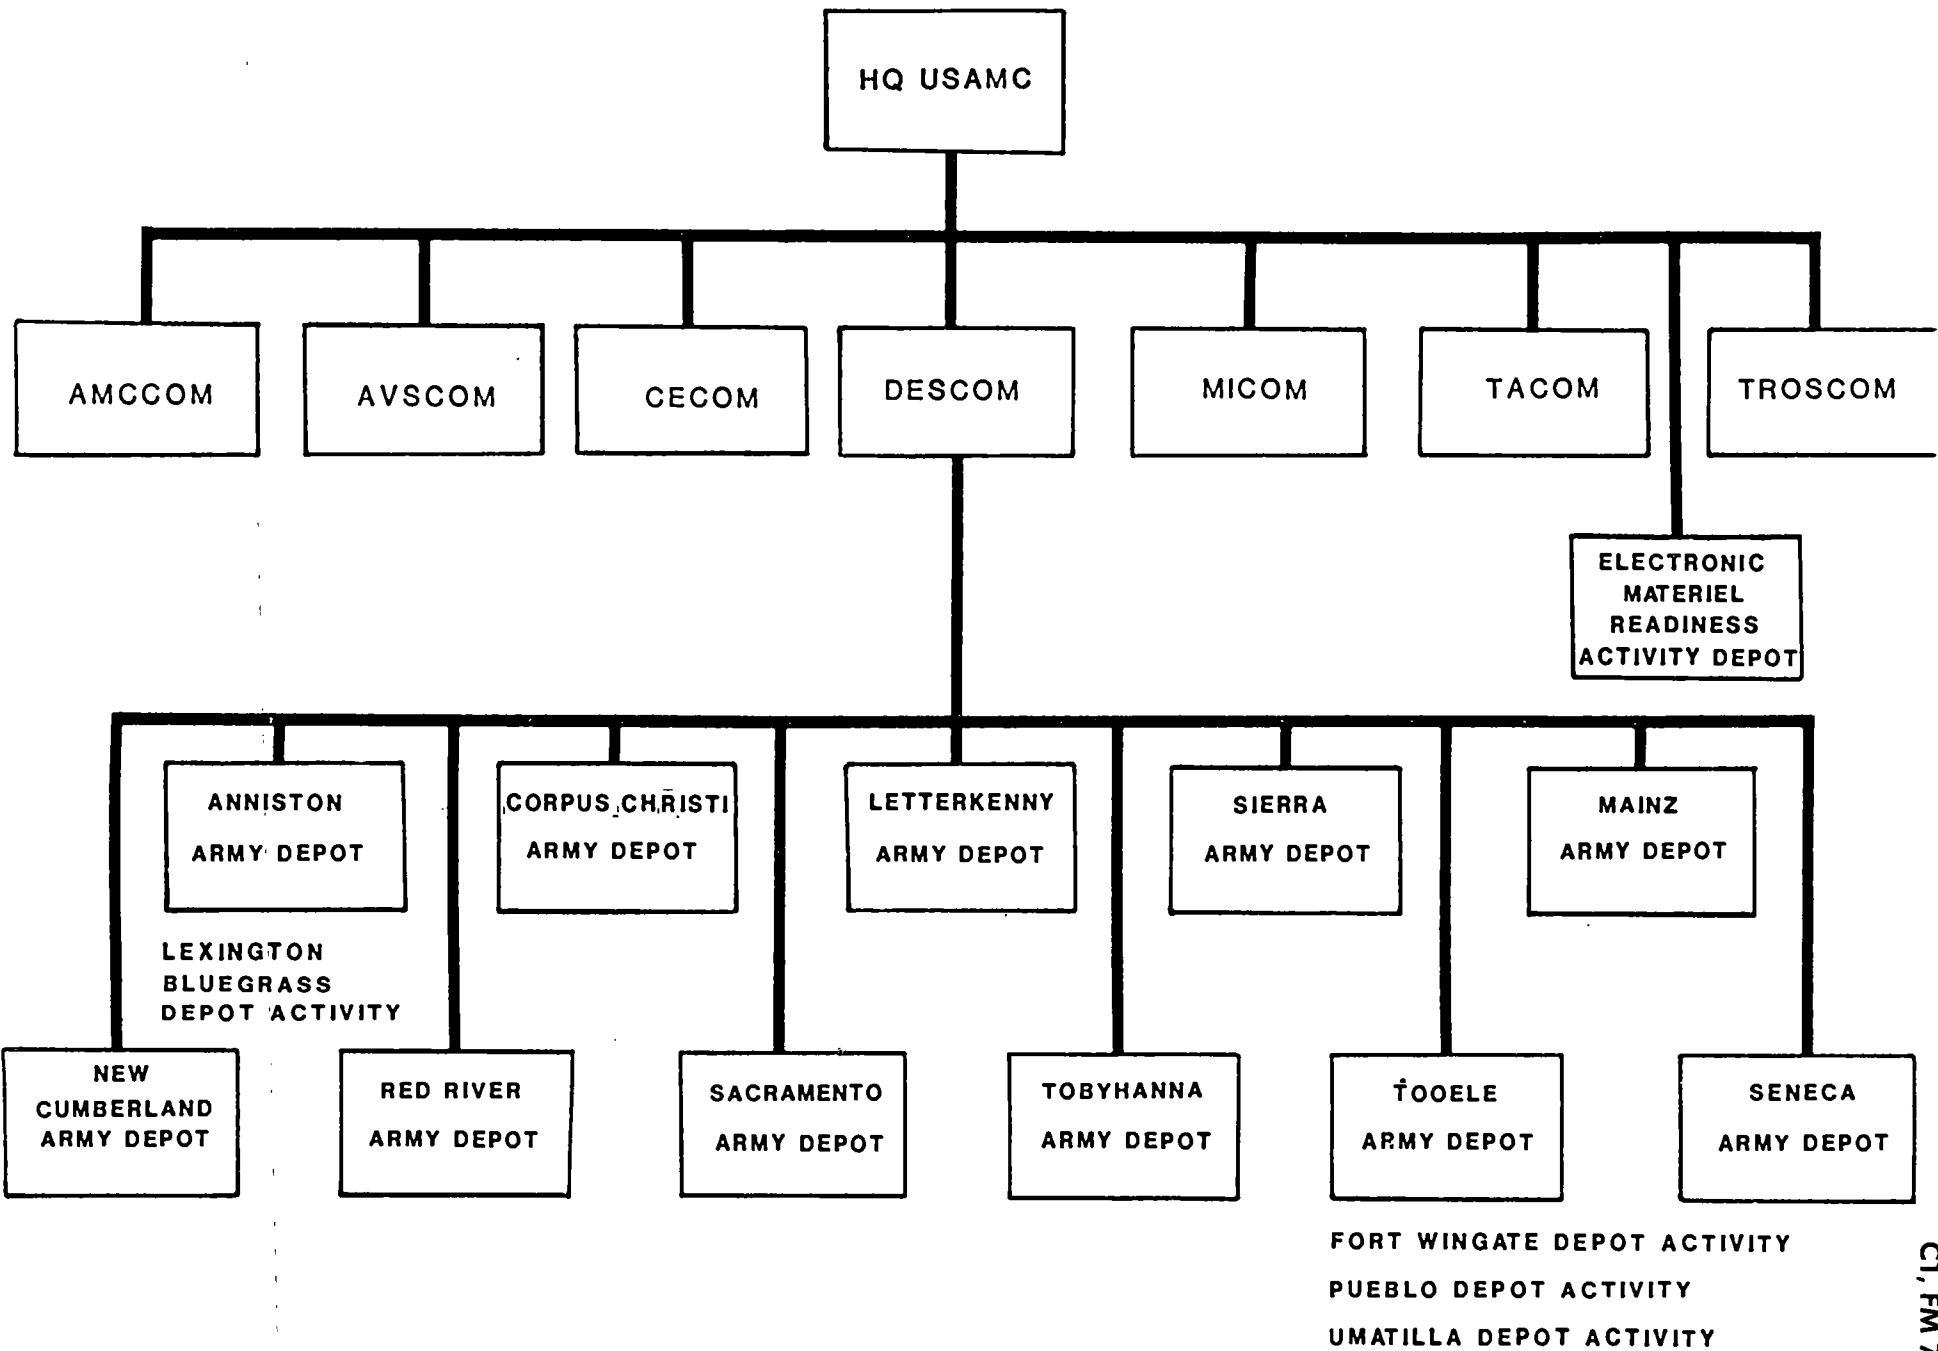 HQ USAMC
AMCCOM
AVSCOM
CECOM
DESCOM
MICOM
TACOM
TROSCOM
ELECTRONIC
MATERIEL
READINESS
ACTIVITY DEPOT
ANNISTON
ARMY DEPOT
CORPUS CHRISTI
ARMY DEPOT
LETTERKENNY
ARMY DEPOT
SIERRA
ARMY DEPOT
MAINZ
ARMY DEPOT
LEXINGTON
BLUEGRASS
DEPOT ACTIVITY
NEW
CUMBERLAND
ARMY DEPOT
RED RIVER
ARMY DEPOT
SACRAMENTO
ARMY DEPOT
TOBYHANNA
ARMY DEPOT
TOOELE
ARMY DEPOT
SENECA
ARMY DEPOT
FORT WINGATE DEPOT ACTIVITY
PUEBLO DEPOT ACTIVITY
UMATILLA DEPOT ACTIVITY
C1, FM